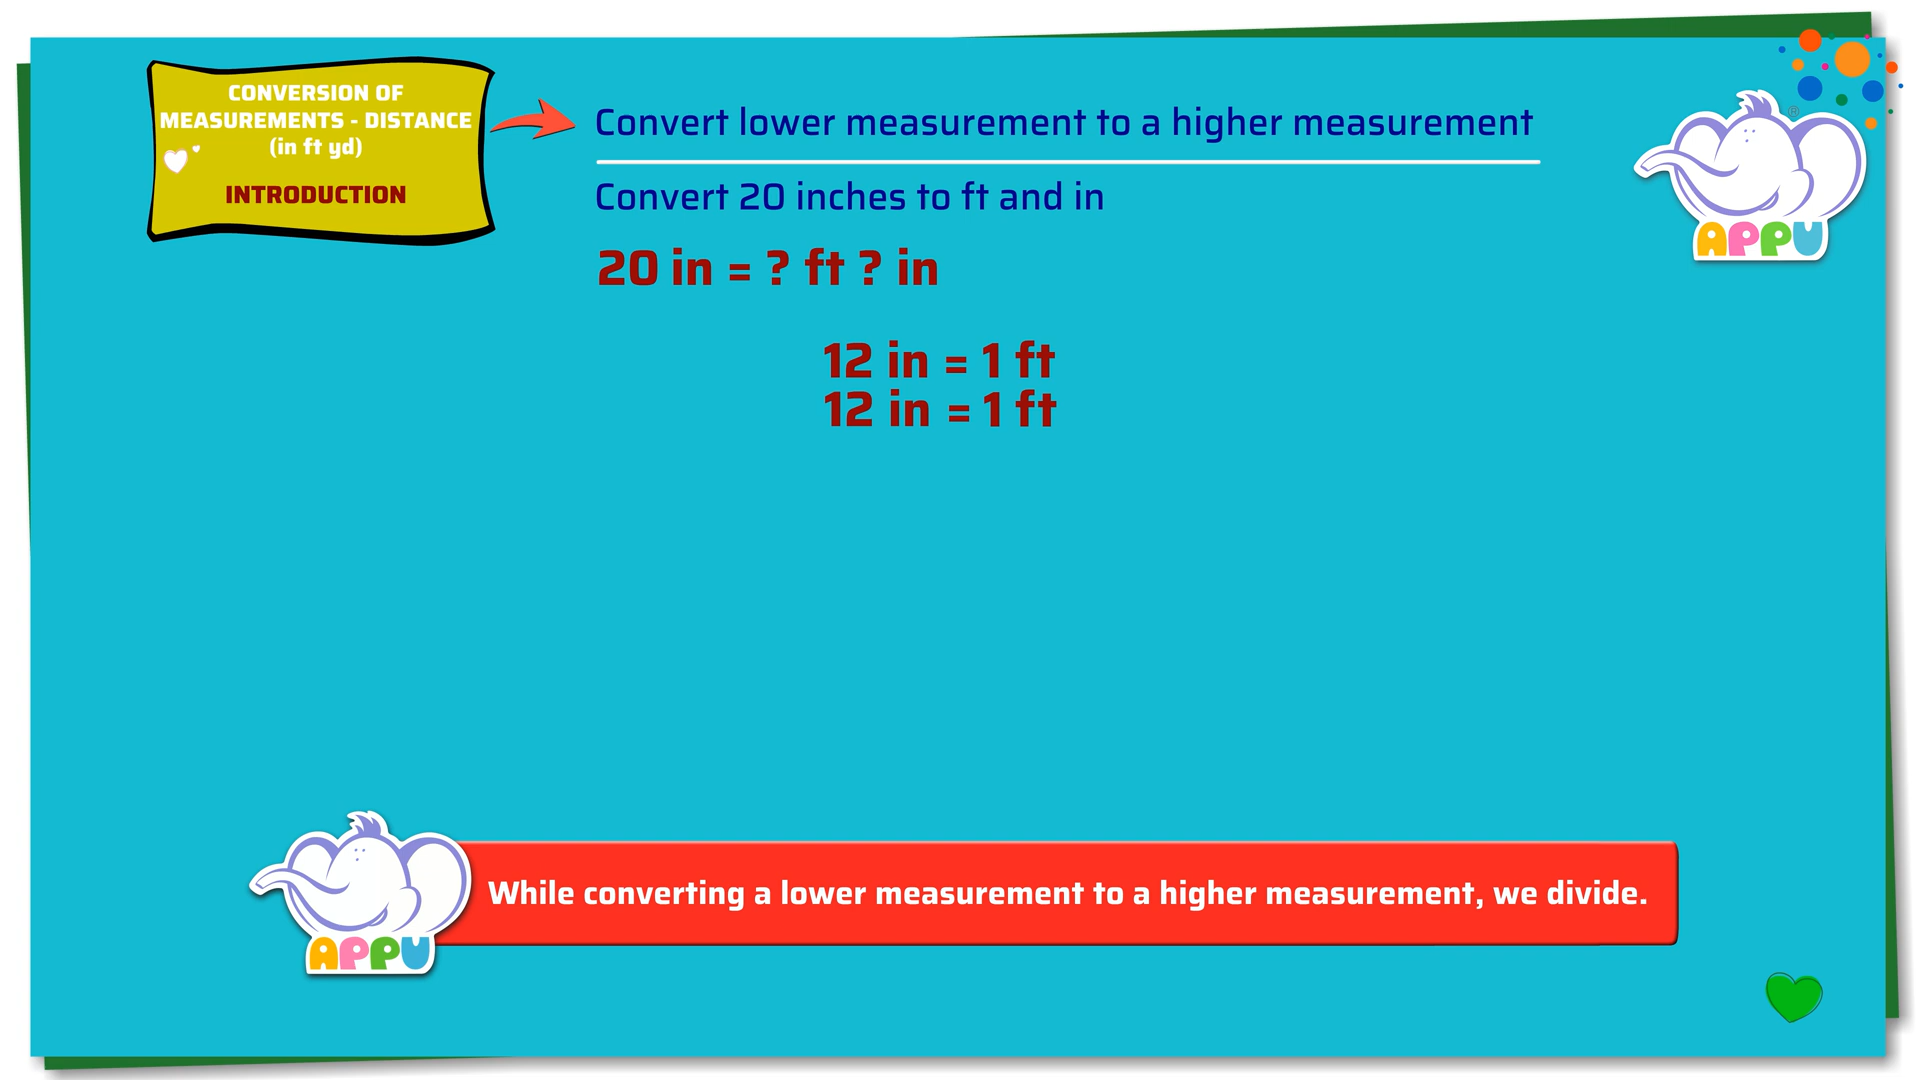 CONVERSION OF
MEASUREMENTS - DISTANCE
(in ft yd)
INTRODUCTION
Convert lower measurement to a higher measurement
Convert 20 inches to ft and in
20 in = ? ft ? in
12 in = 1 ft
12 in = 1 ft
®
APPU
While converting a lower measurement to a higher measurement, we divide.
APPU